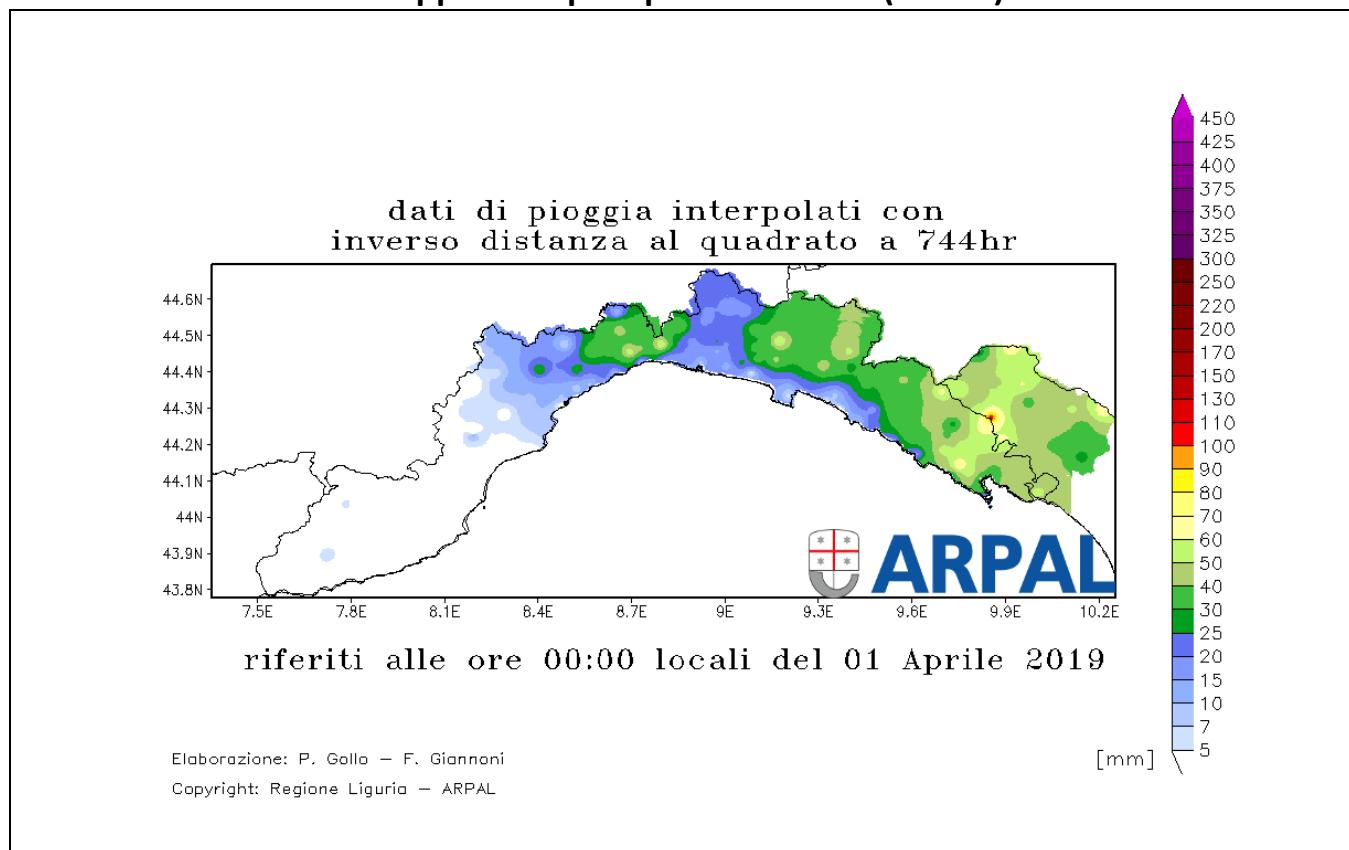 dati di pioggia interpolati con
inverso distanza al quadrato a 744hr
44.6N
44.5N
44.4N
44.3N
44.2N
44.1N
44N
43.9N
43.8N
7.5E 7.8E 8.1E 8.4E 8.7E 9E 9.3E 9.6E 9.9E 10.2E
ARPAL
450
425
400
375
350
325
300
250
220
200
170
150
130
110
100
90
80
70
60
50
40
30
25
20
15
10
7
5
[mm]
riferiti alle ore 00:00 locali del 01 Aprile 2019
Elaborazione: P. Gollo – F. Giannoni
Copyright: Regione Liguria – ARPAL